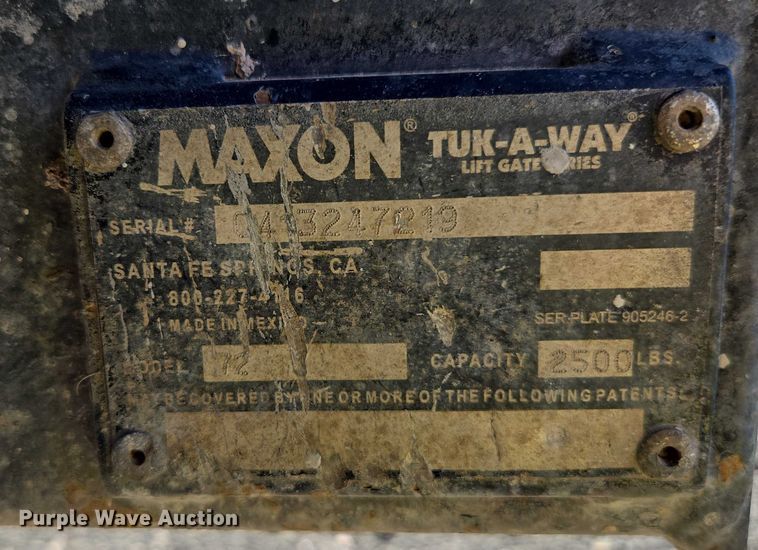 MAXON® TUK-A-WAY®
LIFT GATE SERIES
SERIAL#
SANTA FE SPRINGS, CA.
800-227-4116
MADE IN MEXICO
SER-PLATE 905246-2
MODEL 72 CAPACITY 2500 LBS.
MAY BE COVERED BY ONE OR MORE OF THE FOLLOWING PATENTS:
Purple Wave Auction